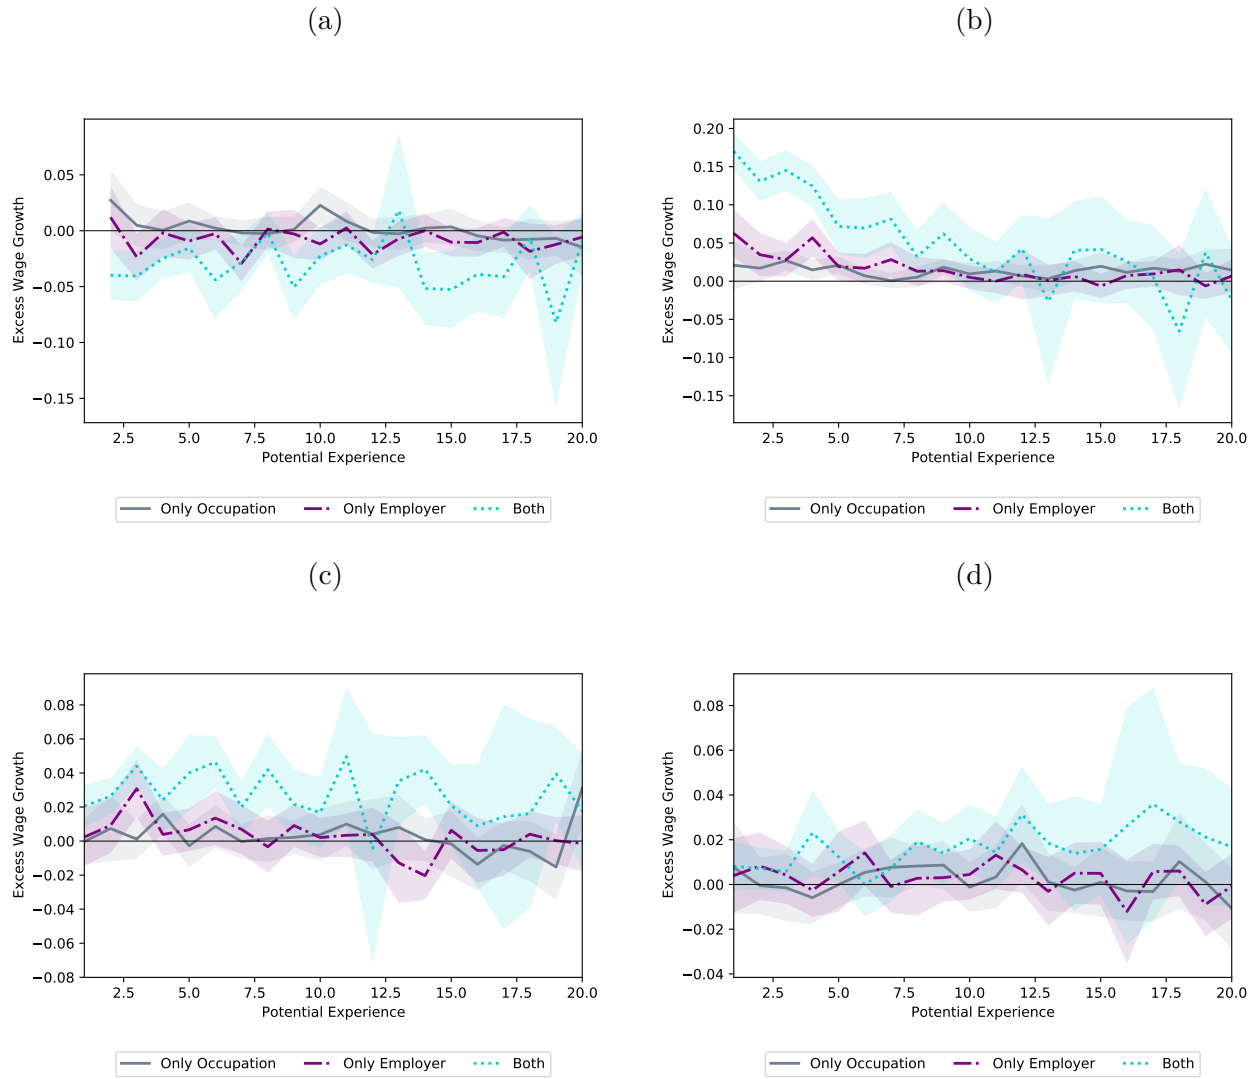 (a)
0.05
0.00
−0.05
−0.10
−0.15
Excess Wage Growth
2.5 5.0 7.5 10.0 12.5 15.0 17.5 20.0
Potential Experience
Only Occupation Only Employer Both
(b)
0.20
0.15
0.10
0.05
0.00
−0.05
−0.10
−0.15
Excess Wage Growth
2.5 5.0 7.5 10.0 12.5 15.0 17.5 20.0
Potential Experience
Only Occupation Only Employer Both
(c)
0.08
0.06
0.04
0.02
0.00
−0.02
−0.04
−0.06
−0.08
Excess Wage Growth
2.5 5.0 7.5 10.0 12.5 15.0 17.5 20.0
Potential Experience
Only Occupation Only Employer Both
(d)
0.08
0.06
0.04
0.02
0.00
−0.02
−0.04
Excess Wage Growth
2.5 5.0 7.5 10.0 12.5 15.0 17.5 20.0
Potential Experience
Only Occupation Only Employer Both